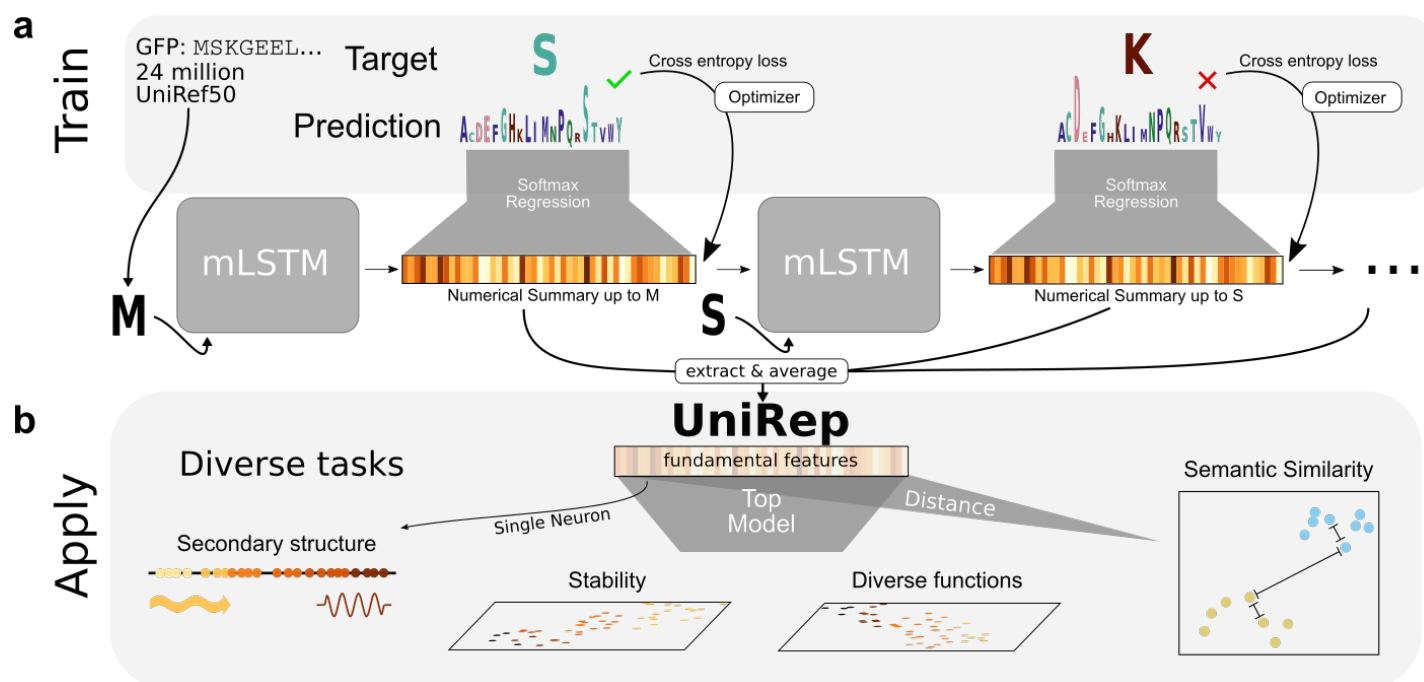 a
Train
GFP: MSKGEEL...
24 million
UniRef50
Target
S
Cross entropy loss
Optimizer
Prediction
ACDEFGHKLIMNPQRSTVWY
Softmax
Regression
K
Cross entropy loss
Optimizer
ACDEFGHKLIMNPQRSTVWY
Softmax
Regression
mLSTM
Numerical Summary up to M
mLSTM
Numerical Summary up to S
...
M
S
extract & average
b
Apply
UniRep
fundamental features
Diverse tasks
Top
Model
Distance
Single Neuron
Semantic Similarity
Secondary structure
Stability
Diverse functions